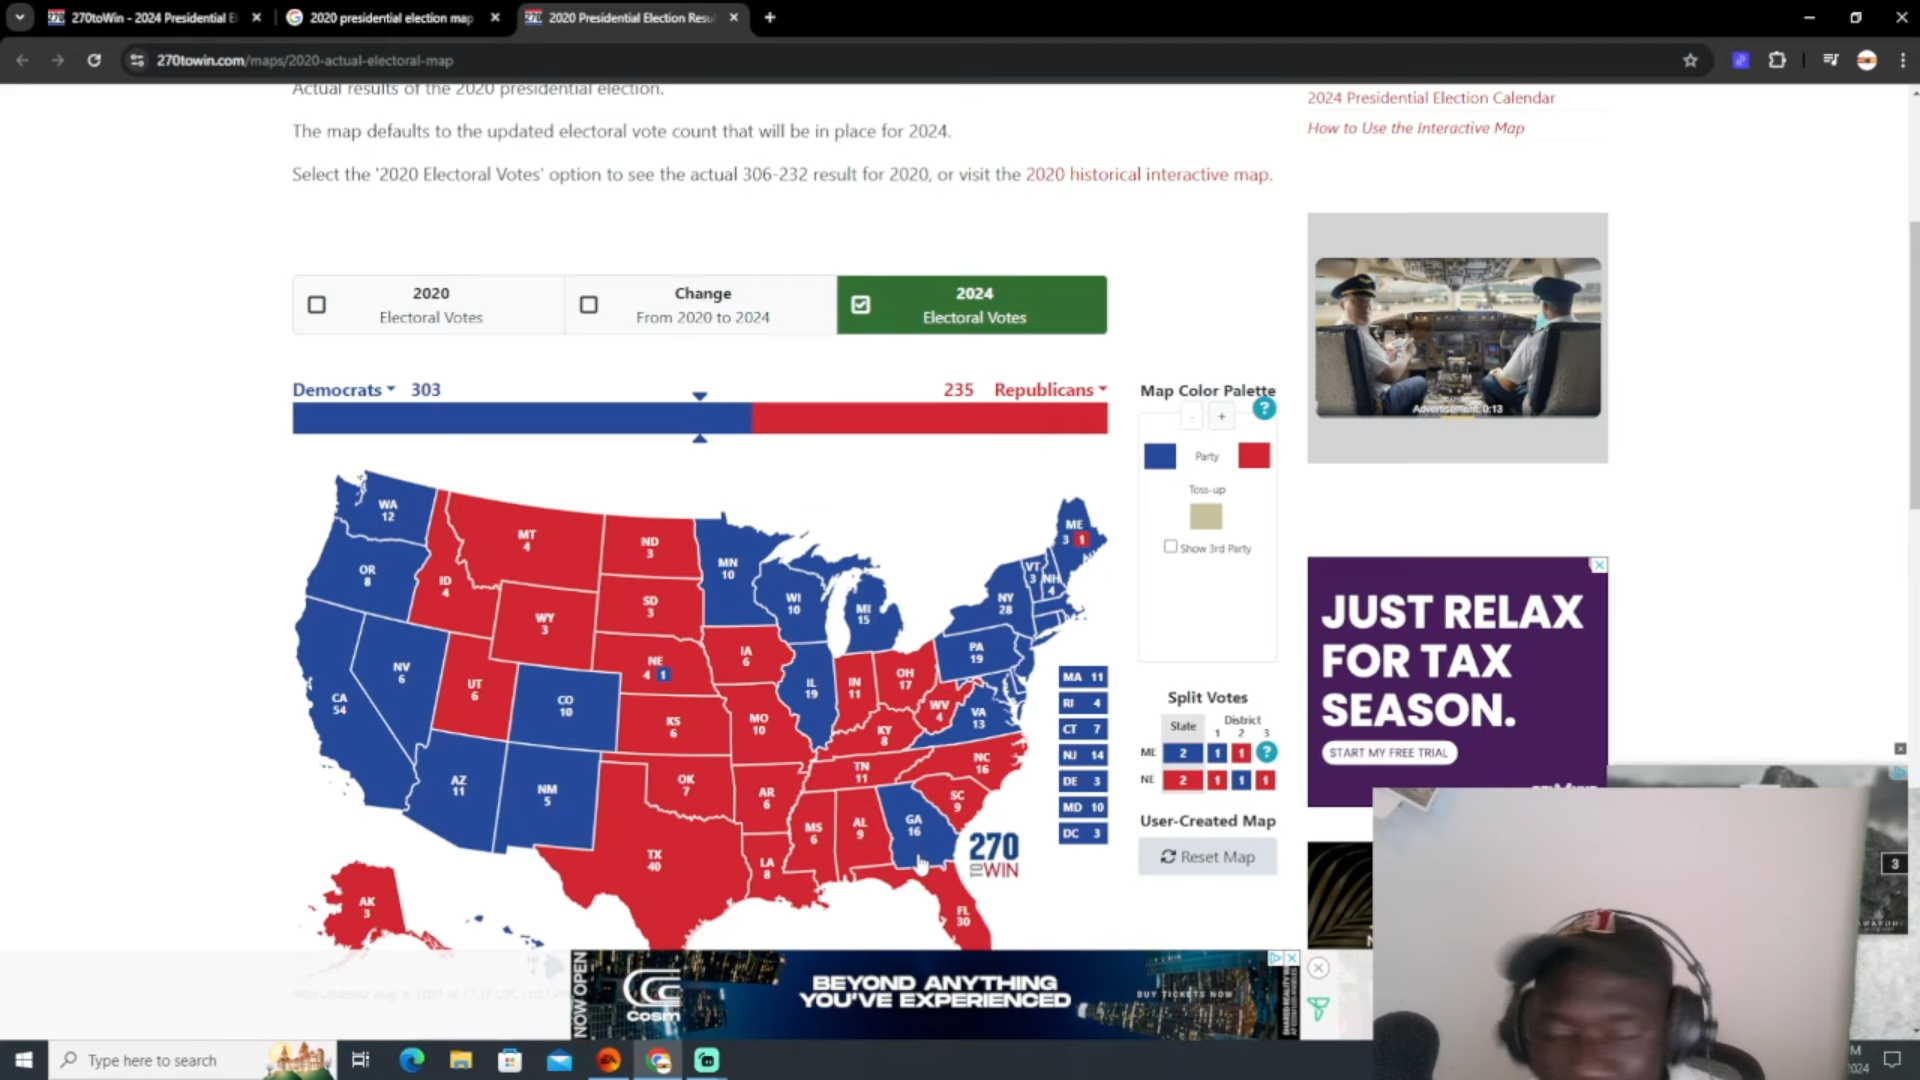 270toWin - 2024 Presidential E
2020 presidential election map
2020 Presidential Election Resu
270towin.com/maps/2020-actual-electoral-map
Actual results of the 2020 presidential election.
The map defaults to the updated electoral vote count that will be in place for 2024.
Select the '2020 Electoral Votes' option to see the actual 306-232 result for 2020, or visit the 2020 historical interactive map.
2024 Presidential Election Calendar
How to Use the Interactive Map
2020
Electoral Votes
Change
From 2020 to 2024
2024
Electoral Votes
Democrats 303
235 Republicans
Map Color Palette
- + ?
Party
Toss-up
Show 3rd Party
Advertisement: 0:13
WA
12
OR
8
CA
54
NV
6
ID
4
MT
4
WY
3
UT
6
CO
10
AZ
11
NM
5
ND
3
SD
3
NE
4 1
KS
6
OK
7
TX
40
MN
10
IA
6
MO
10
AR
6
LA
8
WI
10
IL
19
MI
15
IN
11
OH
17
KY
8
TN
11
MS
6
AL
9
GA
16
FL
30
SC
9
NC
16
VA
13
WV
4
PA
19
NY
28
VT
3
NH
4
ME
3 1
AK
3
MA 11
RI 4
CT 7
NJ 14
DE 3
MD 10
DC 3
270
TO WIN
Split Votes
State District
1 2 3
ME 2 1 1 ?
NE 2 1 1 1
User-Created Map
Reset Map
JUST RELAX
FOR TAX
SEASON.
START MY FREE TRIAL
3
NOW OPEN
Cosm
BEYOND ANYTHING
YOU'VE EXPERIENCED
BUY TICKETS NOW
Type here to search
M
2024